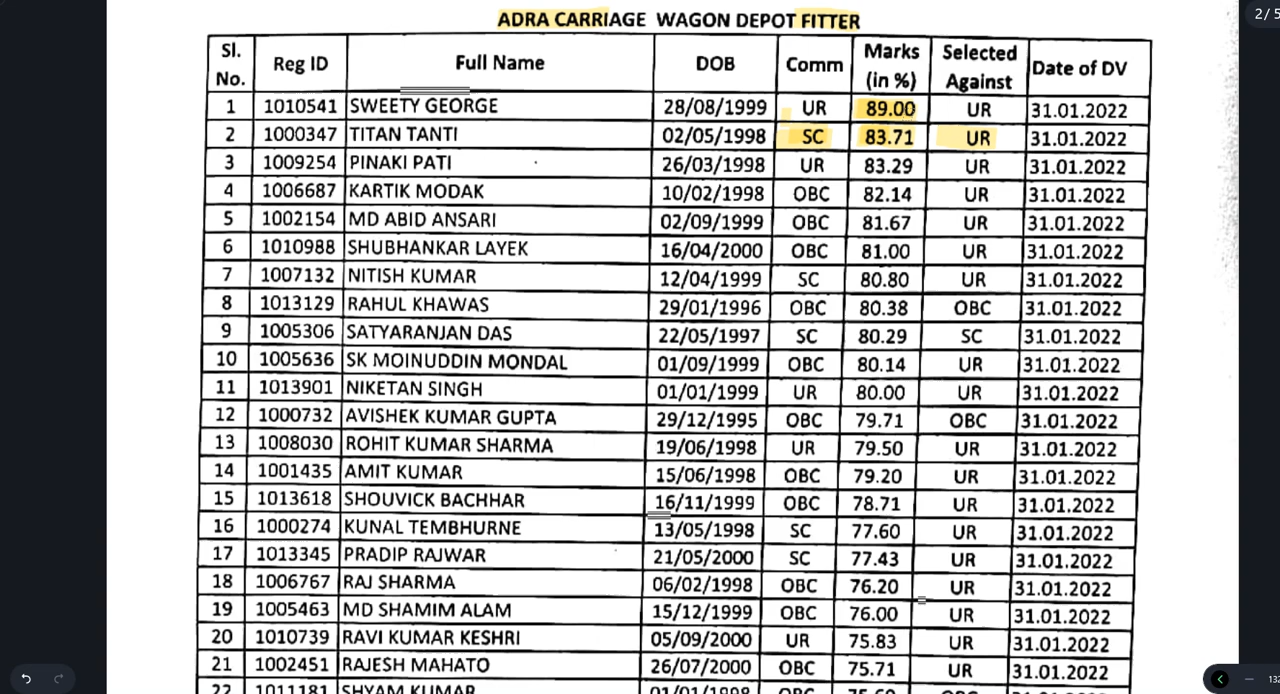 2/5
ADRA CARRIAGE WAGON DEPOT FITTER
Sl. No. Reg ID Full Name DOB Comm Marks (in %) Selected Against Date of DV
1 1010541 SWEETY GEORGE 28/08/1999 UR 89.00 UR 31.01.2022
2 1000347 TITAN TANTI 02/05/1998 SC 83.71 UR 31.01.2022
3 1009254 PINAKI PATI 26/03/1998 UR 83.29 UR 31.01.2022
4 1006687 KARTIK MODAK 10/02/1998 OBC 82.14 UR 31.01.2022
5 1002154 MD ABID ANSARI 02/09/1999 OBC 81.67 UR 31.01.2022
6 1010988 SHUBHANKAR LAYEK 16/04/2000 OBC 81.00 UR 31.01.2022
7 1007132 NITISH KUMAR 12/04/1999 SC 80.80 UR 31.01.2022
8 1013129 RAHUL KHAWAS 29/01/1996 OBC 80.38 OBC 31.01.2022
9 1005306 SATYARANJAN DAS 22/05/1997 SC 80.29 SC 31.01.2022
10 1005636 SK MOINUDDIN MONDAL 01/09/1999 OBC 80.14 UR 31.01.2022
11 1013901 NIKETAN SINGH 01/01/1999 UR 80.00 UR 31.01.2022
12 1000732 AVISHEK KUMAR GUPTA 29/12/1995 OBC 79.71 OBC 31.01.2022
13 1008030 ROHIT KUMAR SHARMA 19/06/1998 UR 79.50 UR 31.01.2022
14 1001435 AMIT KUMAR 15/06/1998 OBC 79.20 UR 31.01.2022
15 1013618 SHOUVICK BACHHAR 16/11/1999 OBC 78.71 UR 31.01.2022
16 1000274 KUNAL TEMBHURNE 13/05/1998 SC 77.60 UR 31.01.2022
17 1013345 PRADIP RAJWAR 21/05/2000 SC 77.43 UR 31.01.2022
18 1006767 RAJ SHARMA 06/02/1998 OBC 76.20 UR 31.01.2022
19 1005463 MD SHAMIM ALAM 15/12/1999 OBC 76.00 UR 31.01.2022
20 1010739 RAVI KUMAR KESHRI 05/09/2000 UR 75.83 UR 31.01.2022
21 1002451 RAJESH MAHATO 26/07/2000 OBC 75.71 UR 31.01.2022
22 1011181 SHYAM KUMAR